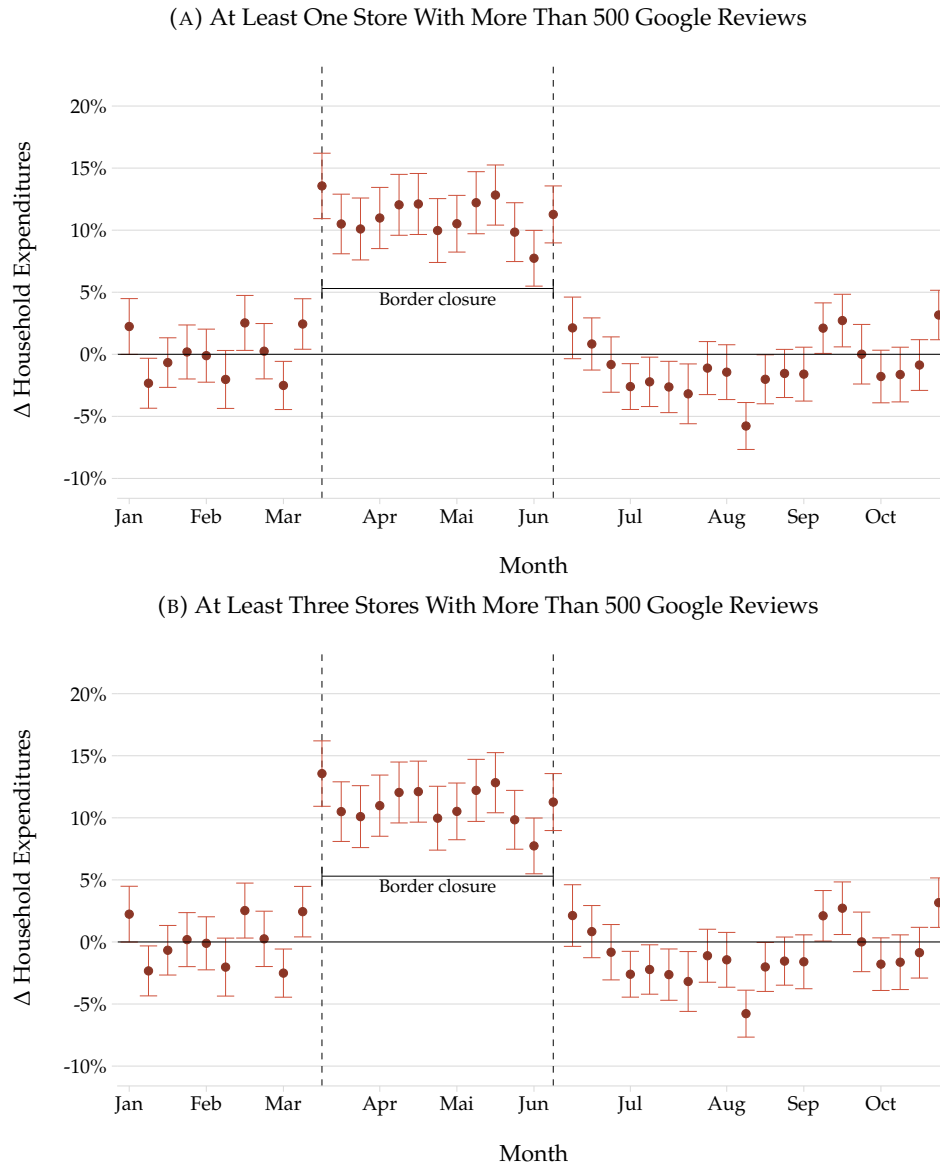 (A) At Least One Store With More Than 500 Google Reviews
Δ Household Expenditures
20%
15%
10%
5%
0%
-5%
-10%
Border closure
Jan Feb Mar Apr Mai Jun Jul Aug Sep Oct
Month
(B) At Least Three Stores With More Than 500 Google Reviews
Δ Household Expenditures
20%
15%
10%
5%
0%
-5%
-10%
Border closure
Jan Feb Mar Apr Mai Jun Jul Aug Sep Oct
Month